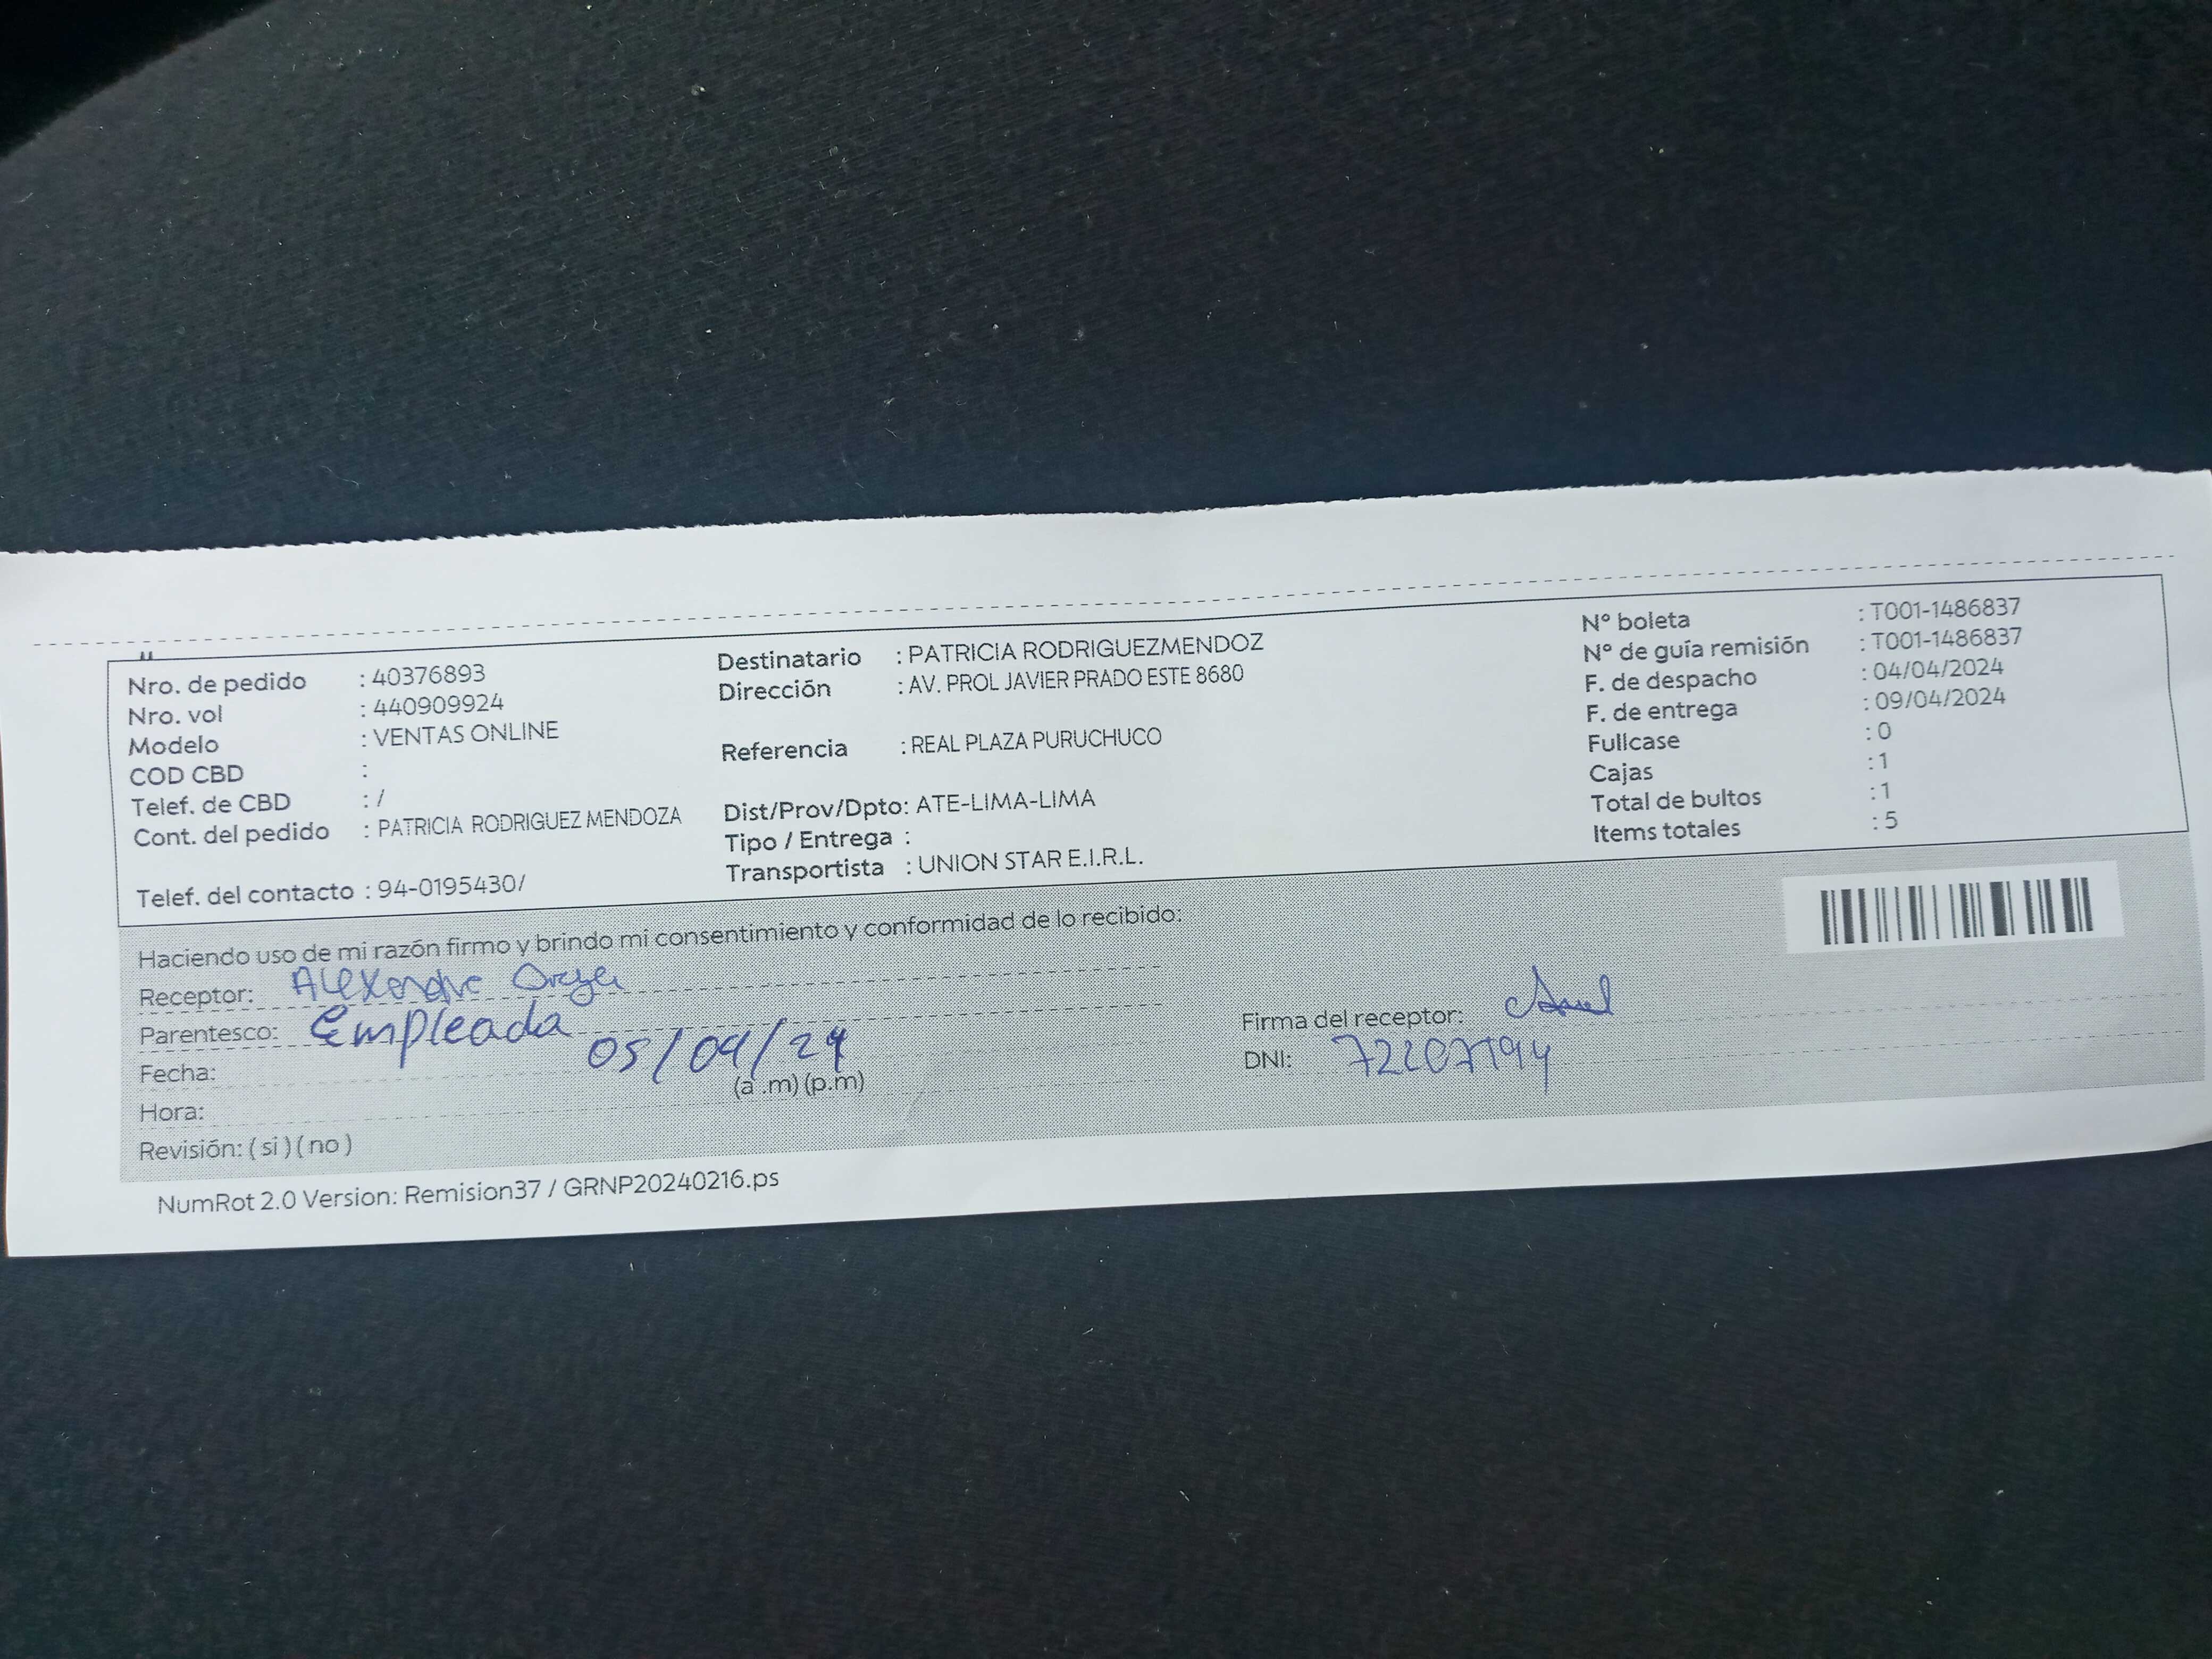 Nro. de pedido : 40376893
Nro. vol : 440909924
Modelo : VENTAS ONLINE
COD CBD :
Telef. de CBD : /
Cont. del pedido : PATRICIA RODRIGUEZ MENDOZA
Telef. del contacto : 94-0195430/
Destinatario : PATRICIA RODRIGUEZMENDOZ
Dirección : AV. PROL JAVIER PRADO ESTE 8680
Referencia : REAL PLAZA PURUCHUCO
Dist/Prov/Dpto: ATE-LIMA-LIMA
Tipo / Entrega :
Transportista : UNION STAR E.I.R.L.
Nº boleta : T001-1486837
Nº de guía remisión : T001-1486837
F. de despacho : 04/04/2024
F. de entrega : 09/04/2024
Fullcase : 0
Cajas : 1
Total de bultos : 1
Items totales : 5
Haciendo uso de mi razón firmo y brindo mi consentimiento y conformidad de lo recibido:
Receptor:
Parentesco: Empleada
Fecha: 05/04/24
Hora: (a .m) (p.m)
Revisión: ( si ) ( no )
Firma del receptor:
DNI:
NumRot 2.0 Version: Remision37 / GRNP20240216.ps